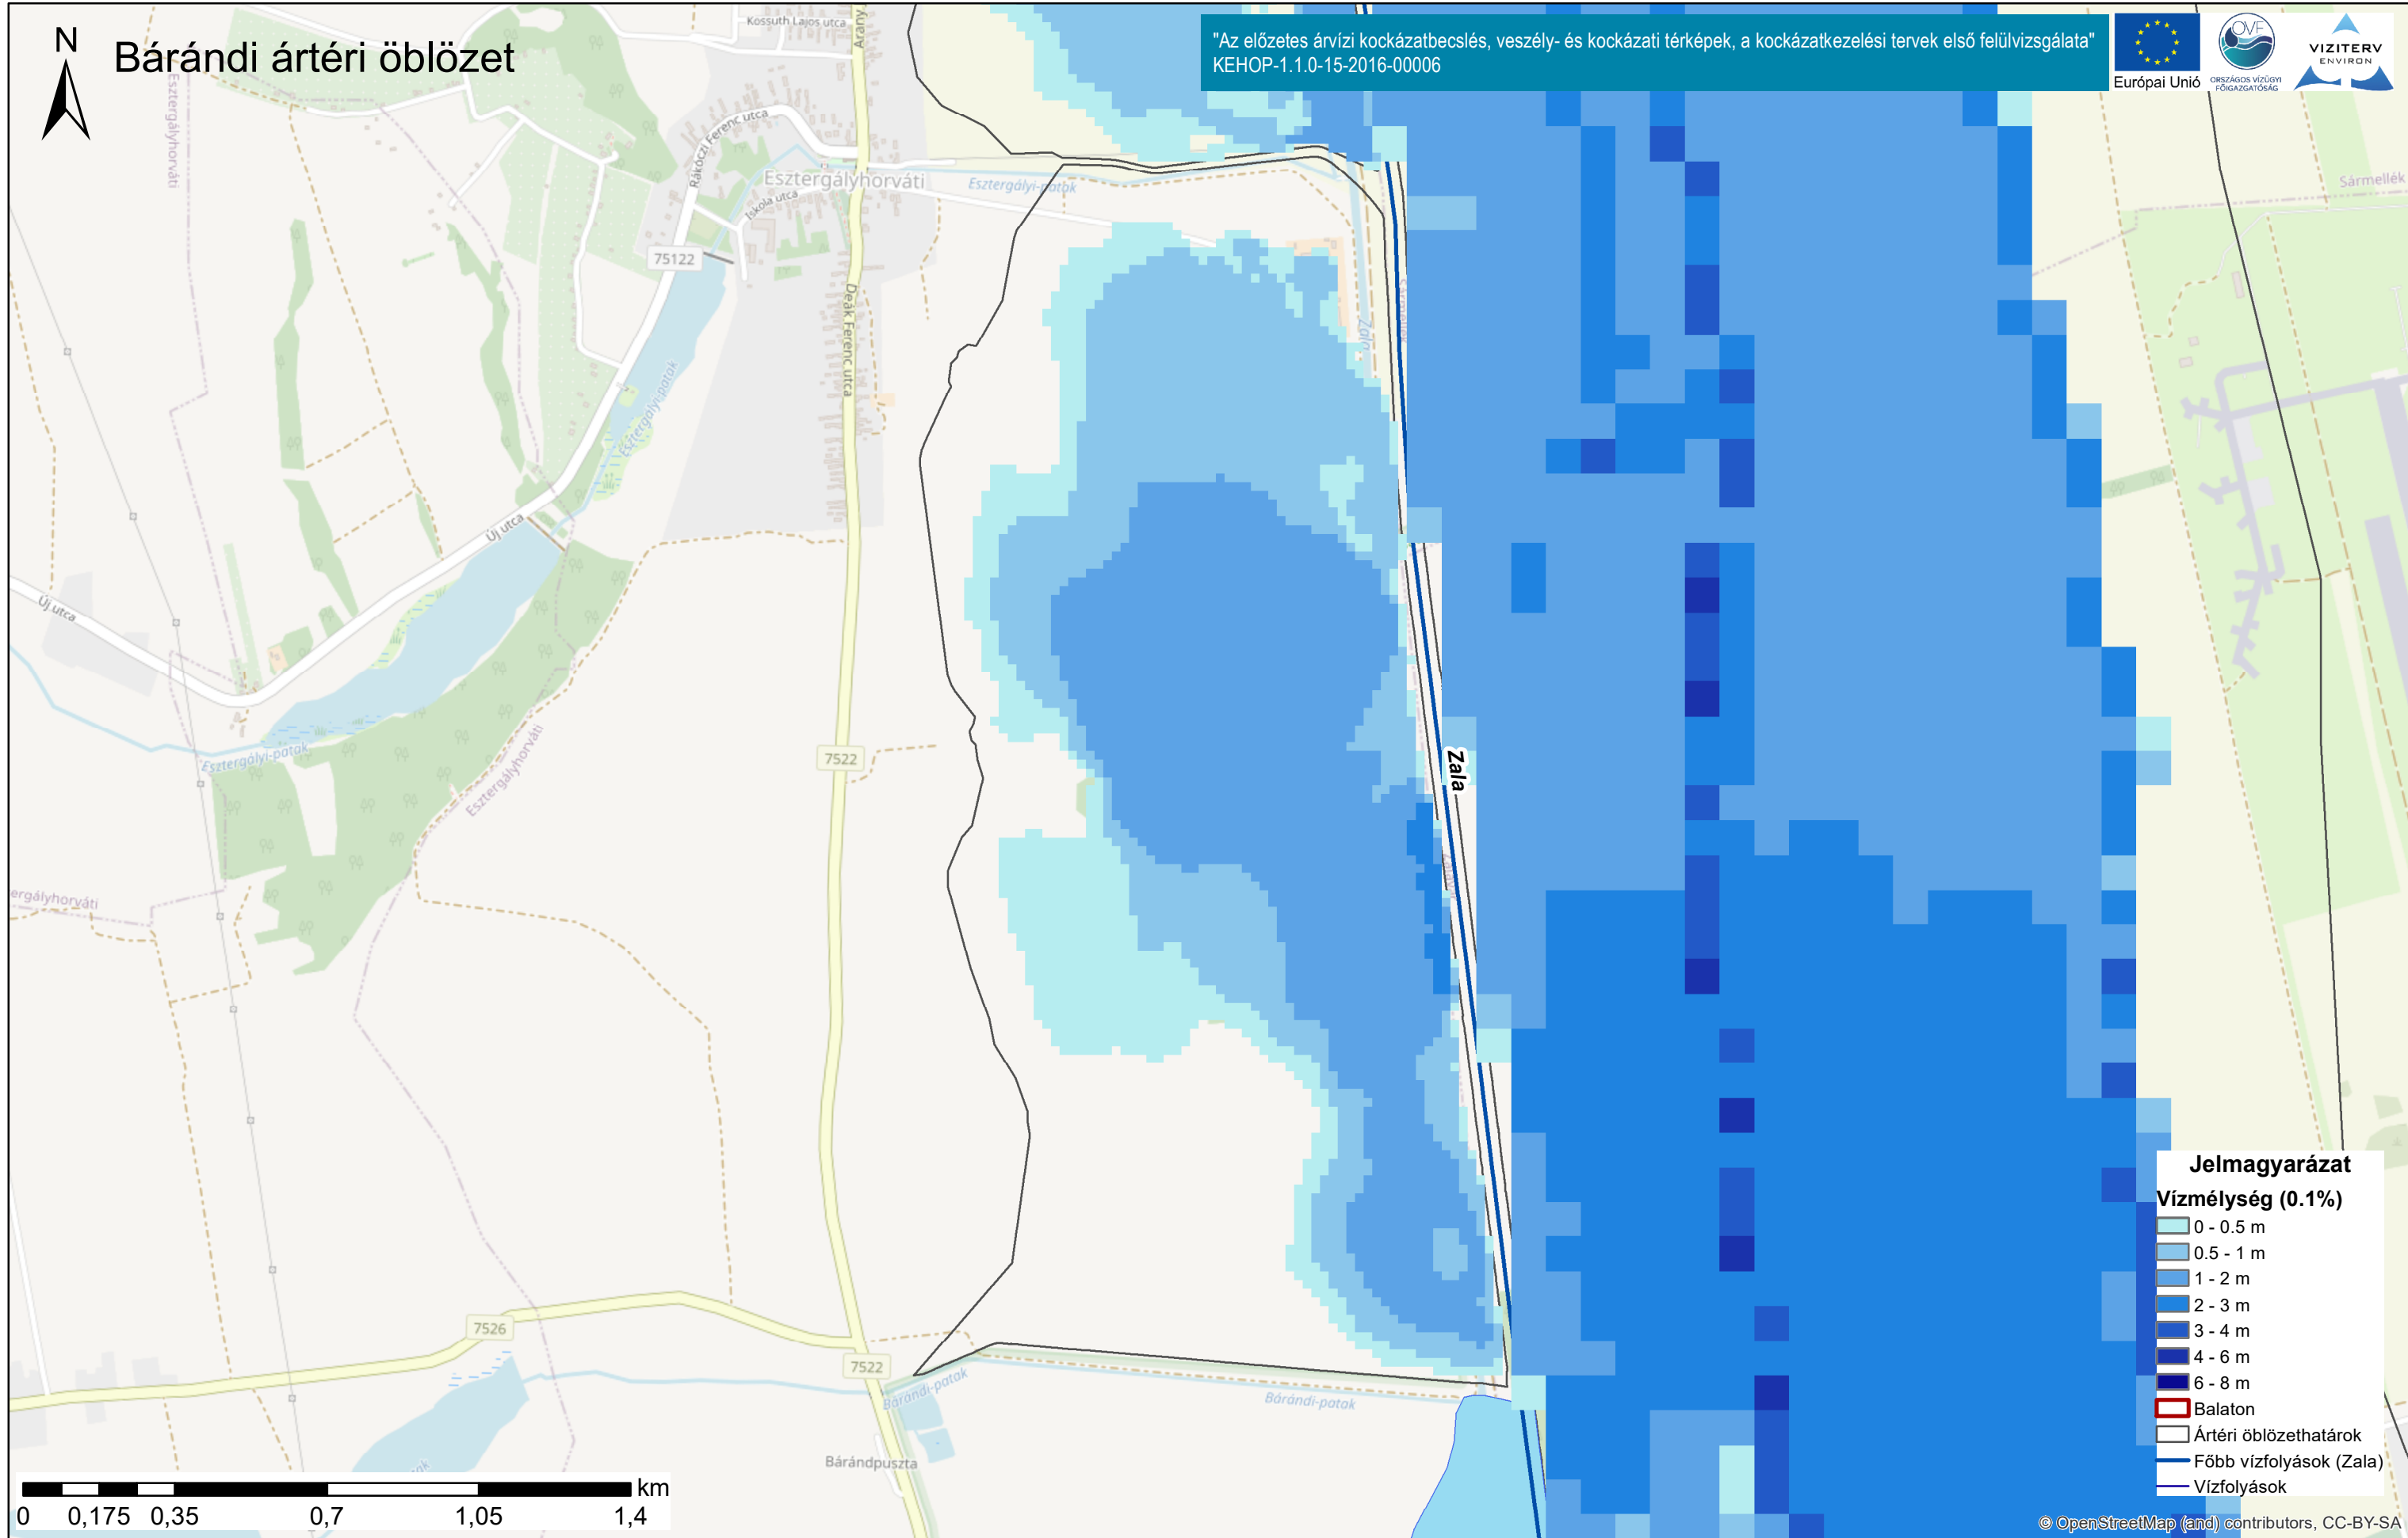 N
Bárándi ártéri öblözet
"Az előzetes árvízi kockázatbecslés, veszély- és kockázati térképek, a kockázatkezelési tervek első felülvizsgálata"
KEHOP-1.1.0-15-2016-00006
Európai Unió
OVF
ORSZÁGOS VÍZÜGYI
FŐIGAZGATÓSÁG
VIZITERV
ENVIRON
Kossuth Lajos utca
Arany
Esztergályhorváti
Rákóczi Ferenc utca
Esztergályhorváti
Iskola utca
Esztergályi-patak
Sármellék
75122
Deák Ferenc utca
Sármellék
Zala
Esztergályi-patak
Esztergályi-patak
Új utca
Új utca
Esztergályi-patak
Esztergályhorváti
7522
Zala
ergályhorváti
7526
7522
Bárándi-patak
Bárándi-patak
Bárándpuszta
km
0 0,175 0,35 0,7 1,05 1,4
Jelmagyarázat
Vízmélység (0.1%)
0 - 0.5 m
0.5 - 1 m
1 - 2 m
2 - 3 m
3 - 4 m
4 - 6 m
6 - 8 m
Balaton
Ártéri öblözethatárok
Főbb vízfolyások (Zala)
Vízfolyások
© OpenStreetMap (and) contributors, CC-BY-SA